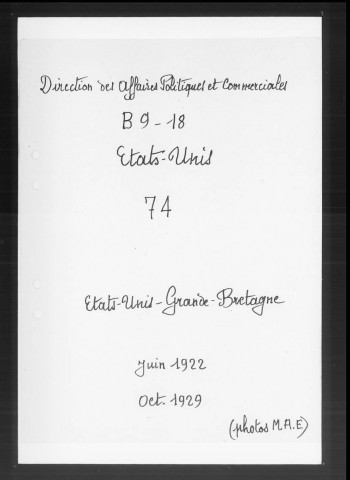 Direction des Affaires Politiques et Commerciales
B 9 - 18
Etats-Unis
74
Etats-Unis - Grande-Bretagne
Juin 1922
Oct. 1929
(photos M.A.E)